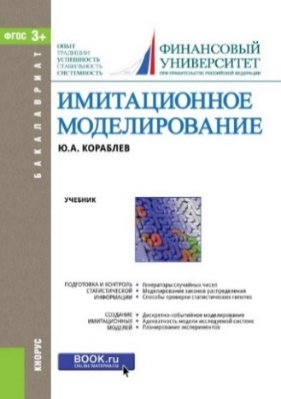 ФГОС 3+
БАКАЛАВРИАТ
ОПЫТ
ТРАДИЦИИ
УСПЕШНОСТЬ
СТАБИЛЬНОСТЬ
СИСТЕМНОСТЬ
ФИНАНСОВЫЙ
УНИВЕРСИТЕТ
ПРИ ПРАВИТЕЛЬСТВЕ РОССИЙСКОЙ ФЕДЕРАЦИИ
ИМИТАЦИОННОЕ
МОДЕЛИРОВАНИЕ
Ю.А. КОРАБЛЕВ
УЧЕБНИК
ПОДГОТОВКА И КОНТРОЛЬ
СТАТИСТИЧЕСКОЙ
ИНФОРМАЦИИ
• Генераторы случайных чисел
• Моделирование законов распределения
• Способы проверки статистических гипотез
СОЗДАНИЕ
ИМИТАЦИОННЫХ
МОДЕЛЕЙ
• Дискретно-событийное моделирование
• Адекватность модели исследуемой системе
• Планирование экспериментов
КНОРУС
BOOK.ru
ONLINE MATERIALS